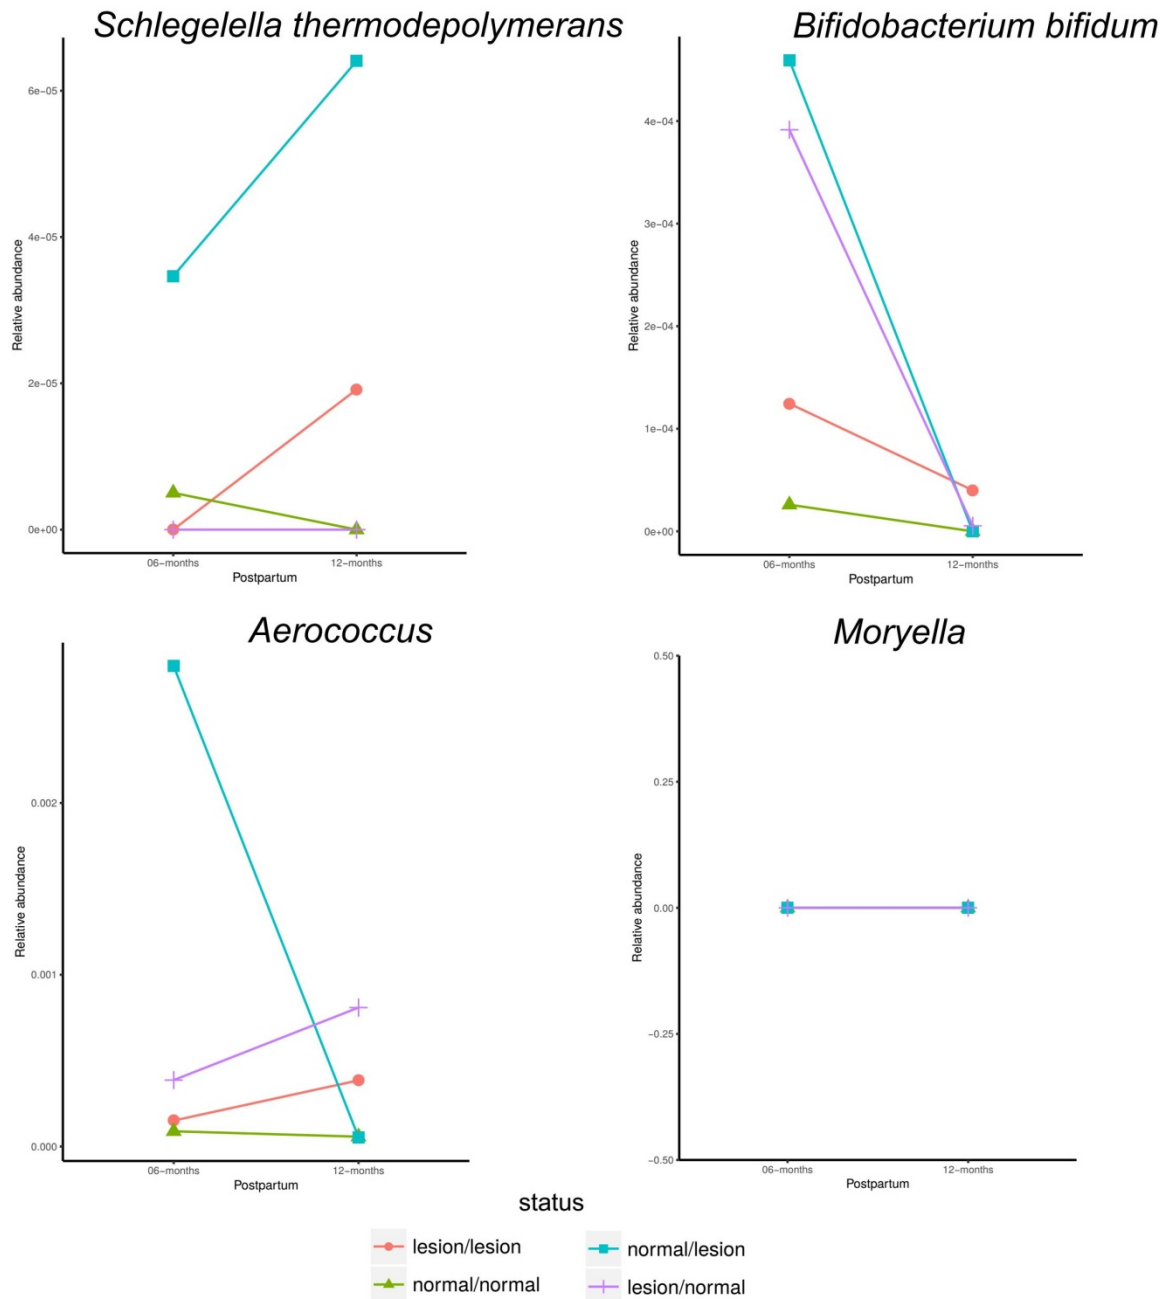 Schlegelella thermodepolymerans
6e−05
4e−05
2e−05
0e+00
Relative abundance
06−months
12−months
Postpartum
Bifidobacterium bifidum
4e−04
3e−04
2e−04
1e−04
0e+00
Relative abundance
06−months
12−months
Postpartum
Aerococcus
0.002
0.001
0.000
Relative abundance
06−months
12−months
Postpartum
Moryella
0.50
0.25
0.00
−0.25
−0.50
Relative abundance
06−months
12−months
Postpartum
status
lesion/lesion
normal/lesion
normal/normal
lesion/normal